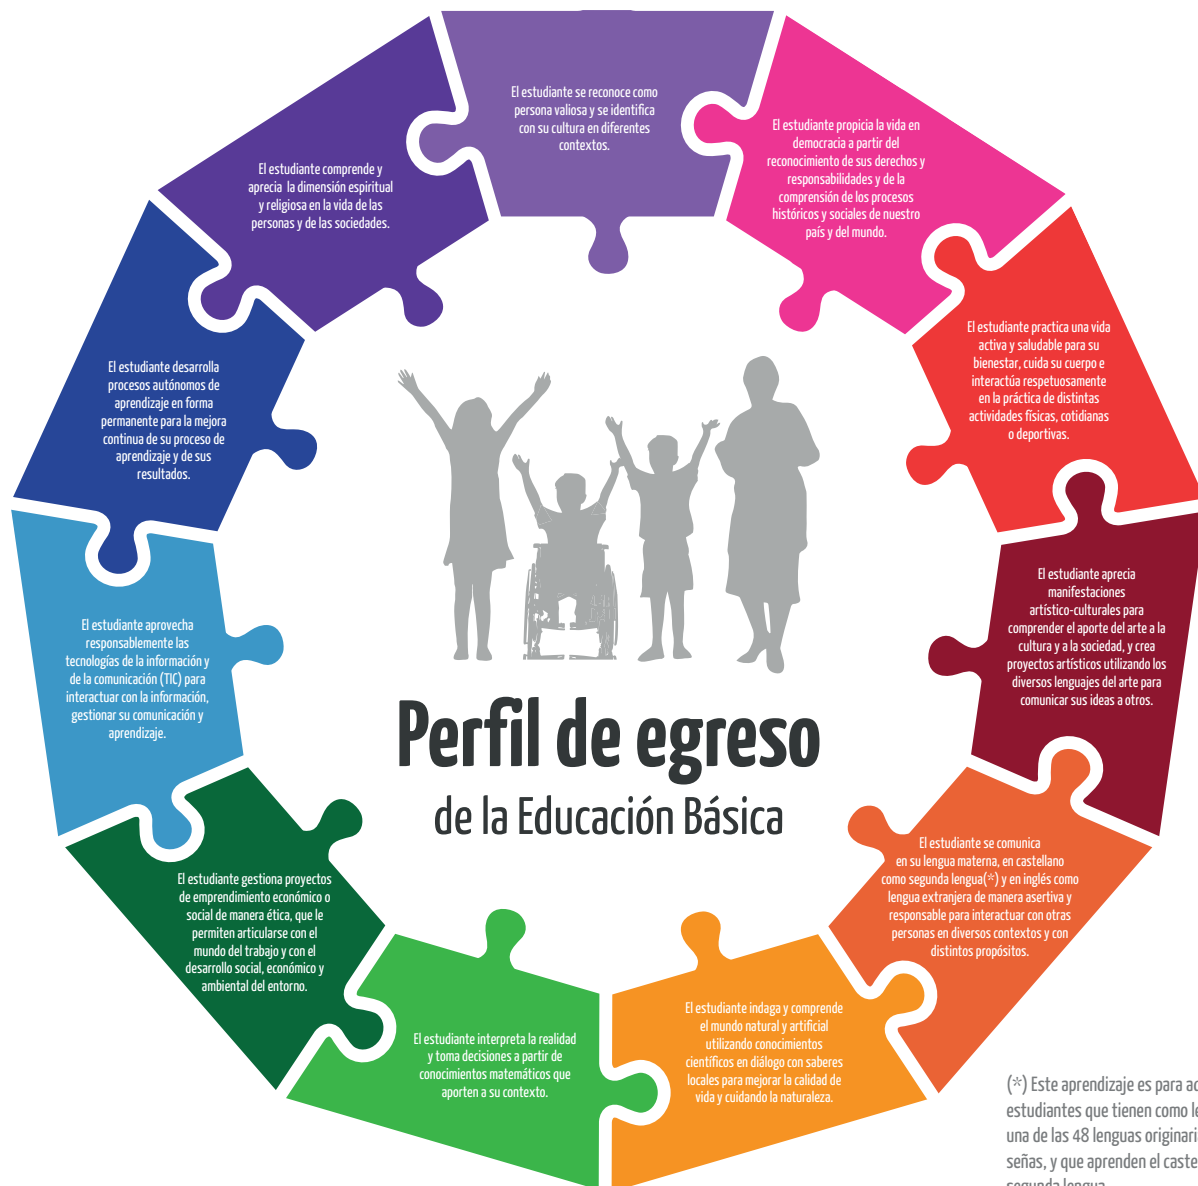 El estudiante se reconoce como
persona valiosa y se identifica
con su cultura en diferentes
contextos.
El estudiante propicia la vida en
democracia a partir del
reconocimiento de sus derechos y
responsabilidades y de la
comprensión de los procesos
históricos y sociales de nuestro
país y del mundo.
El estudiante practica una vida
activa y saludable para su
bienestar, cuida su cuerpo e
interactúa respetuosamente
en la práctica de distintas
actividades físicas, cotidianas
o deportivas.
El estudiante aprecia
manifestaciones
artístico-culturales para
comprender el aporte del arte a la
cultura y a la sociedad, y crea
proyectos artísticos utilizando los
diversos lenguajes del arte para
comunicar sus ideas a otros.
El estudiante se comunica
en su lengua materna, en castellano
como segunda lengua(*) y en inglés como
lengua extranjera de manera asertiva y
responsable para interactuar con otras
personas en diversos contextos y con
distintos propósitos.
El estudiante indaga y comprende
el mundo natural y artificial
utilizando conocimientos
científicos en diálogo con saberes
locales para mejorar la calidad de
vida y cuidando la naturaleza.
El estudiante interpreta la realidad
y toma decisiones a partir de
conocimientos matemáticos que
aporten a su contexto.
El estudiante gestiona proyectos
de emprendimiento económico o
social de manera ética, que le
permiten articularse con el
mundo del trabajo y con el
desarrollo social, económico y
ambiental del entorno.
El estudiante aprovecha
responsablemente las
tecnologías de la información y
de la comunicación (TIC) para
interactuar con la información,
gestionar su comunicación y
aprendizaje.
El estudiante desarrolla
procesos autónomos de
aprendizaje en forma
permanente para la mejora
continua de su proceso de
aprendizaje y de sus
resultados.
El estudiante comprende y
aprecia la dimensión espiritual
y religiosa en la vida de las
personas y de las sociedades.
Perfil de egreso
de la Educación Básica
(*) Este aprendizaje es para
estudiantes que tienen como
una de las 48 lenguas
señas, y que aprenden el
segunda lengua